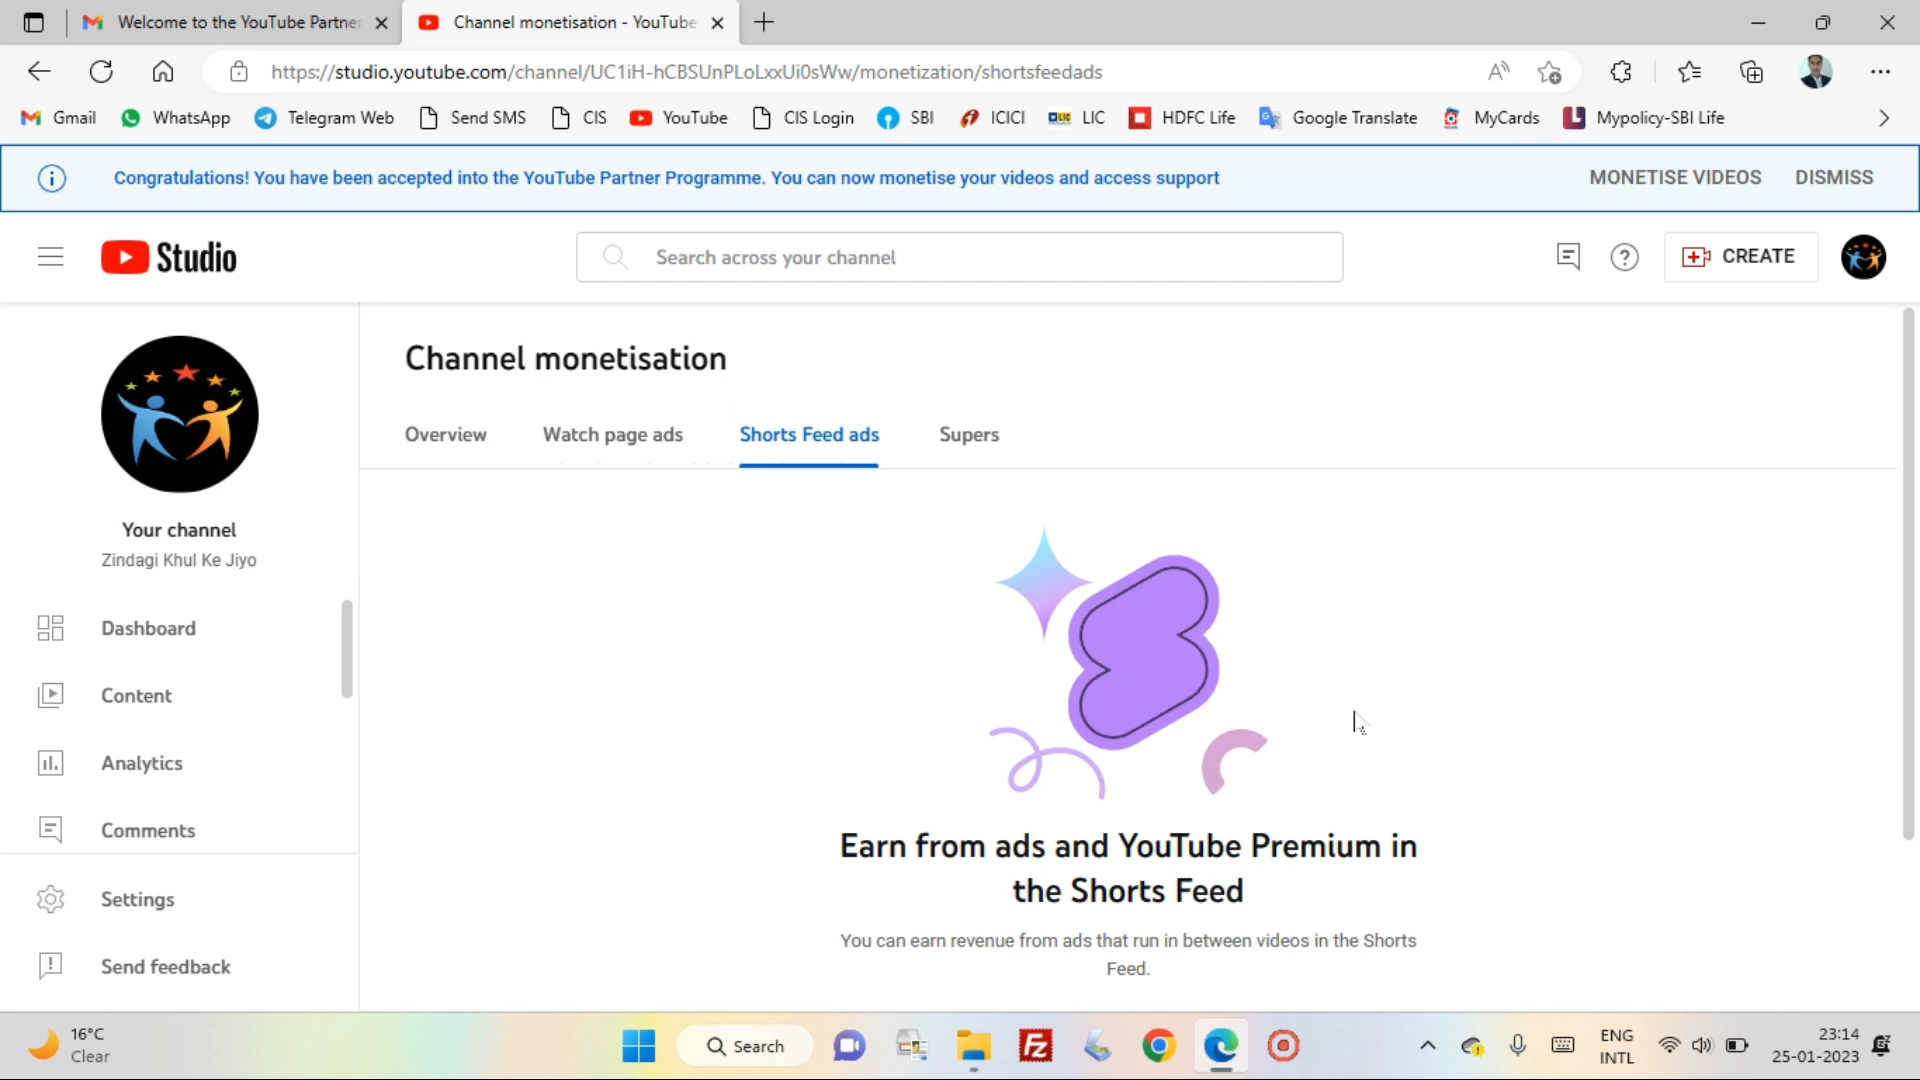 Welcome to the YouTube Partner
Channel monetisation - YouTube
https://studio.youtube.com/channel/UC1iH-hCBSUnPLoLxxUi0sWw/monetization/shortsfeedads
Gmail WhatsApp Telegram Web Send SMS CIS YouTube CIS Login SBI ICICI LIC HDFC Life Google Translate MyCards Mypolicy-SBI Life
Congratulations! You have been accepted into the YouTube Partner Programme. You can now monetise your videos and access support MONETISE VIDEOS DISMISS
Studio
Search across your channel
CREATE
Your channel
Zindagi Khul Ke Jiyo
Dashboard
Content
Analytics
Comments
Settings
Send feedback
Channel monetisation
Overview Watch page ads Shorts Feed ads Supers
Earn from ads and YouTube Premium in
the Shorts Feed
You can earn revenue from ads that run in between videos in the Shorts
Feed.
16°C
Clear
Search
ENG
INTL
23:14
25-01-2023